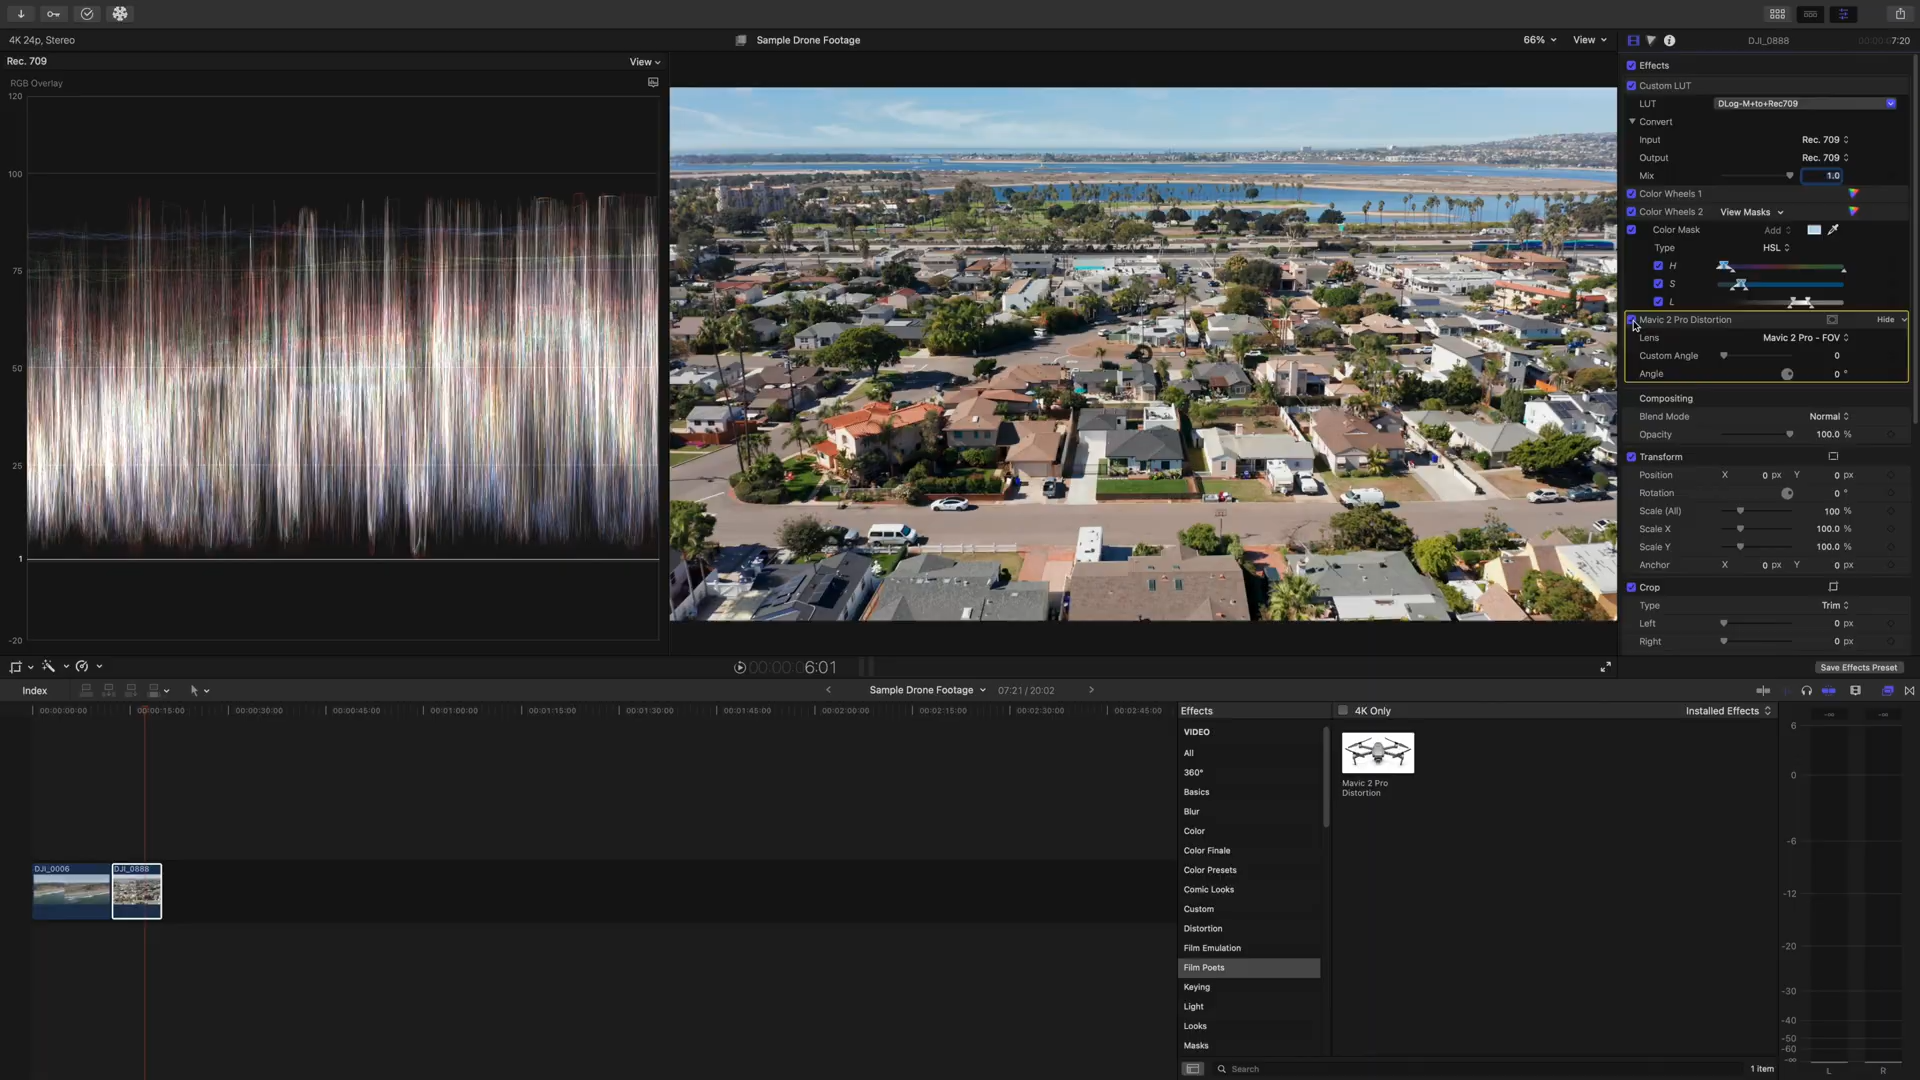 4K 24p, Stereo
Sample Drone Footage
66%
View
DJI_0888
00:00:07:20
Rec. 709
View
RGB Overlay
120
100
75
50
25
1
-20
Effects
Custom LUT
LUT
DLog-M+to+Rec709
Convert
Input
Rec. 709
Output
Rec. 709
Mix
1.0
Color Wheels 1
Color Wheels 2
View Masks
Color Mask
Add
Type
HSL
H
S
L
Mavic 2 Pro Distortion
Hide
Lens
Mavic 2 Pro - FOV
Custom Angle
0
Angle
0 °
Compositing
Blend Mode
Normal
Opacity
100.0 %
Transform
Position
X 0 px Y 0 px
Rotation
0 °
Scale (All)
100 %
Scale X
100.0 %
Scale Y
100.0 %
Anchor
X 0 px Y 0 px
Crop
Type
Trim
Left
0 px
Right
0 px
Save Effects Preset
00:00:06:01
Index
Sample Drone Footage
07:21 / 20:02
00:00:00:00
00:00:15:00
00:00:30:00
00:00:45:00
00:01:00:00
00:01:15:00
00:01:30:00
00:01:45:00
00:02:00:00
00:02:15:00
00:02:30:00
00:02:45:00
DJI_0006
DJI_0888
Effects
4K Only
Installed Effects
VIDEO
All
360°
Basics
Blur
Color
Color Finale
Color Presets
Comic Looks
Custom
Distortion
Film Emulation
Film Poets
Keying
Light
Looks
Masks
Mavic 2 Pro
Distortion
Search
1 item
-∞
-∞
6
0
-6
-12
-20
-30
-40
-50
-60
-∞
L
R